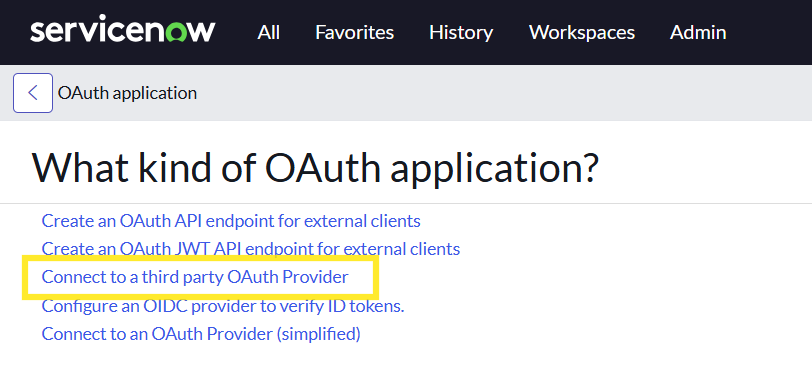 servicenow All Favorites History Workspaces Admin
OAuth application
What kind of OAuth application?
Create an OAuth API endpoint for external clients
Create an OAuth JWT API endpoint for external clients
Connect to a third party OAuth Provider
Configure an OIDC provider to verify ID tokens.
Connect to an OAuth Provider (simplified)